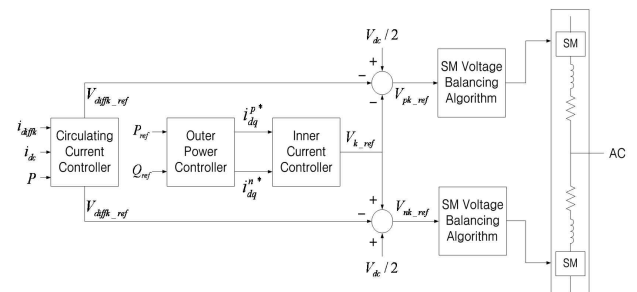 V_dc / 2
+
−
−
V_diffk_ref
V_pk_ref
SM Voltage
Balancing
Algorithm
SM
i_diffk
i_dc
P
Circulating
Current
Controller
P_ref
Q_ref
Outer
Power
Controller
i_dq^p*
i_dq^n*
Inner
Current
Controller
V_k_ref
AC
V_diffk_ref
+
−
+
V_nk_ref
V_dc / 2
SM Voltage
Balancing
Algorithm
SM